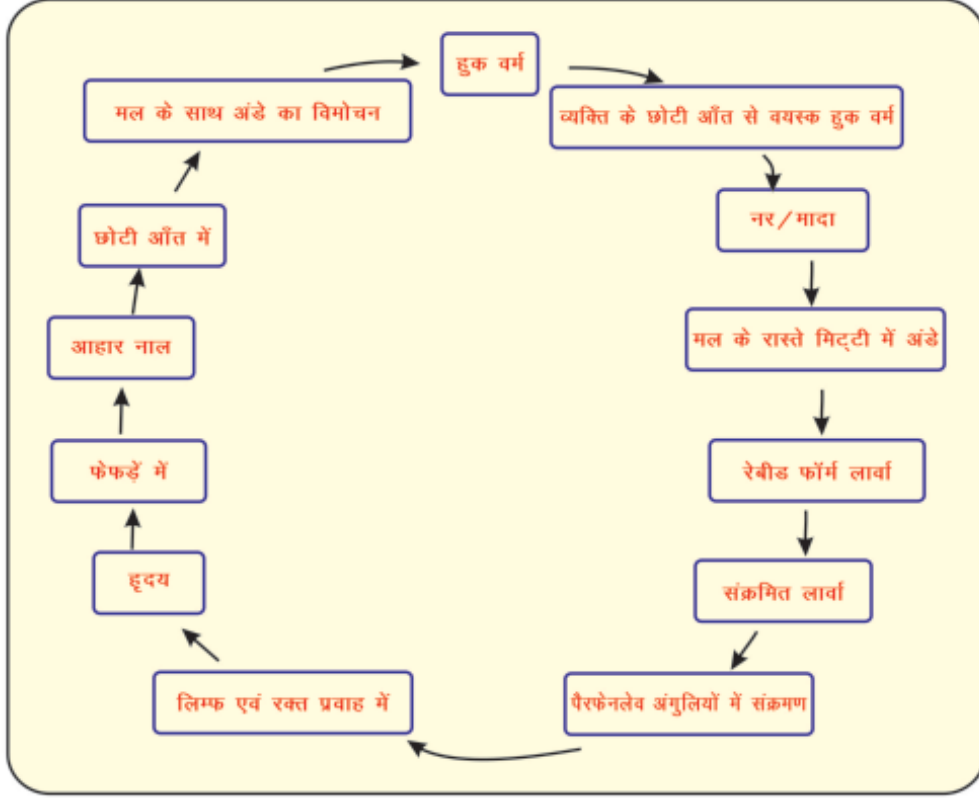 हुक वर्म
व्यक्ति के छोटी आँत से वयस्क हुक वर्म
नर/मादा
मल के रास्ते मिट्टी में अंडे
रेबीड फॉर्म लार्वा
संक्रमित लार्वा
पैरफेनलेव अंगुलियों में संक्रमण
लिम्फ एवं रक्त प्रवाह में
हृदय
फेफड़ें में
आहार नाल
छोटी आँत में
मल के साथ अंडे का विमोचन